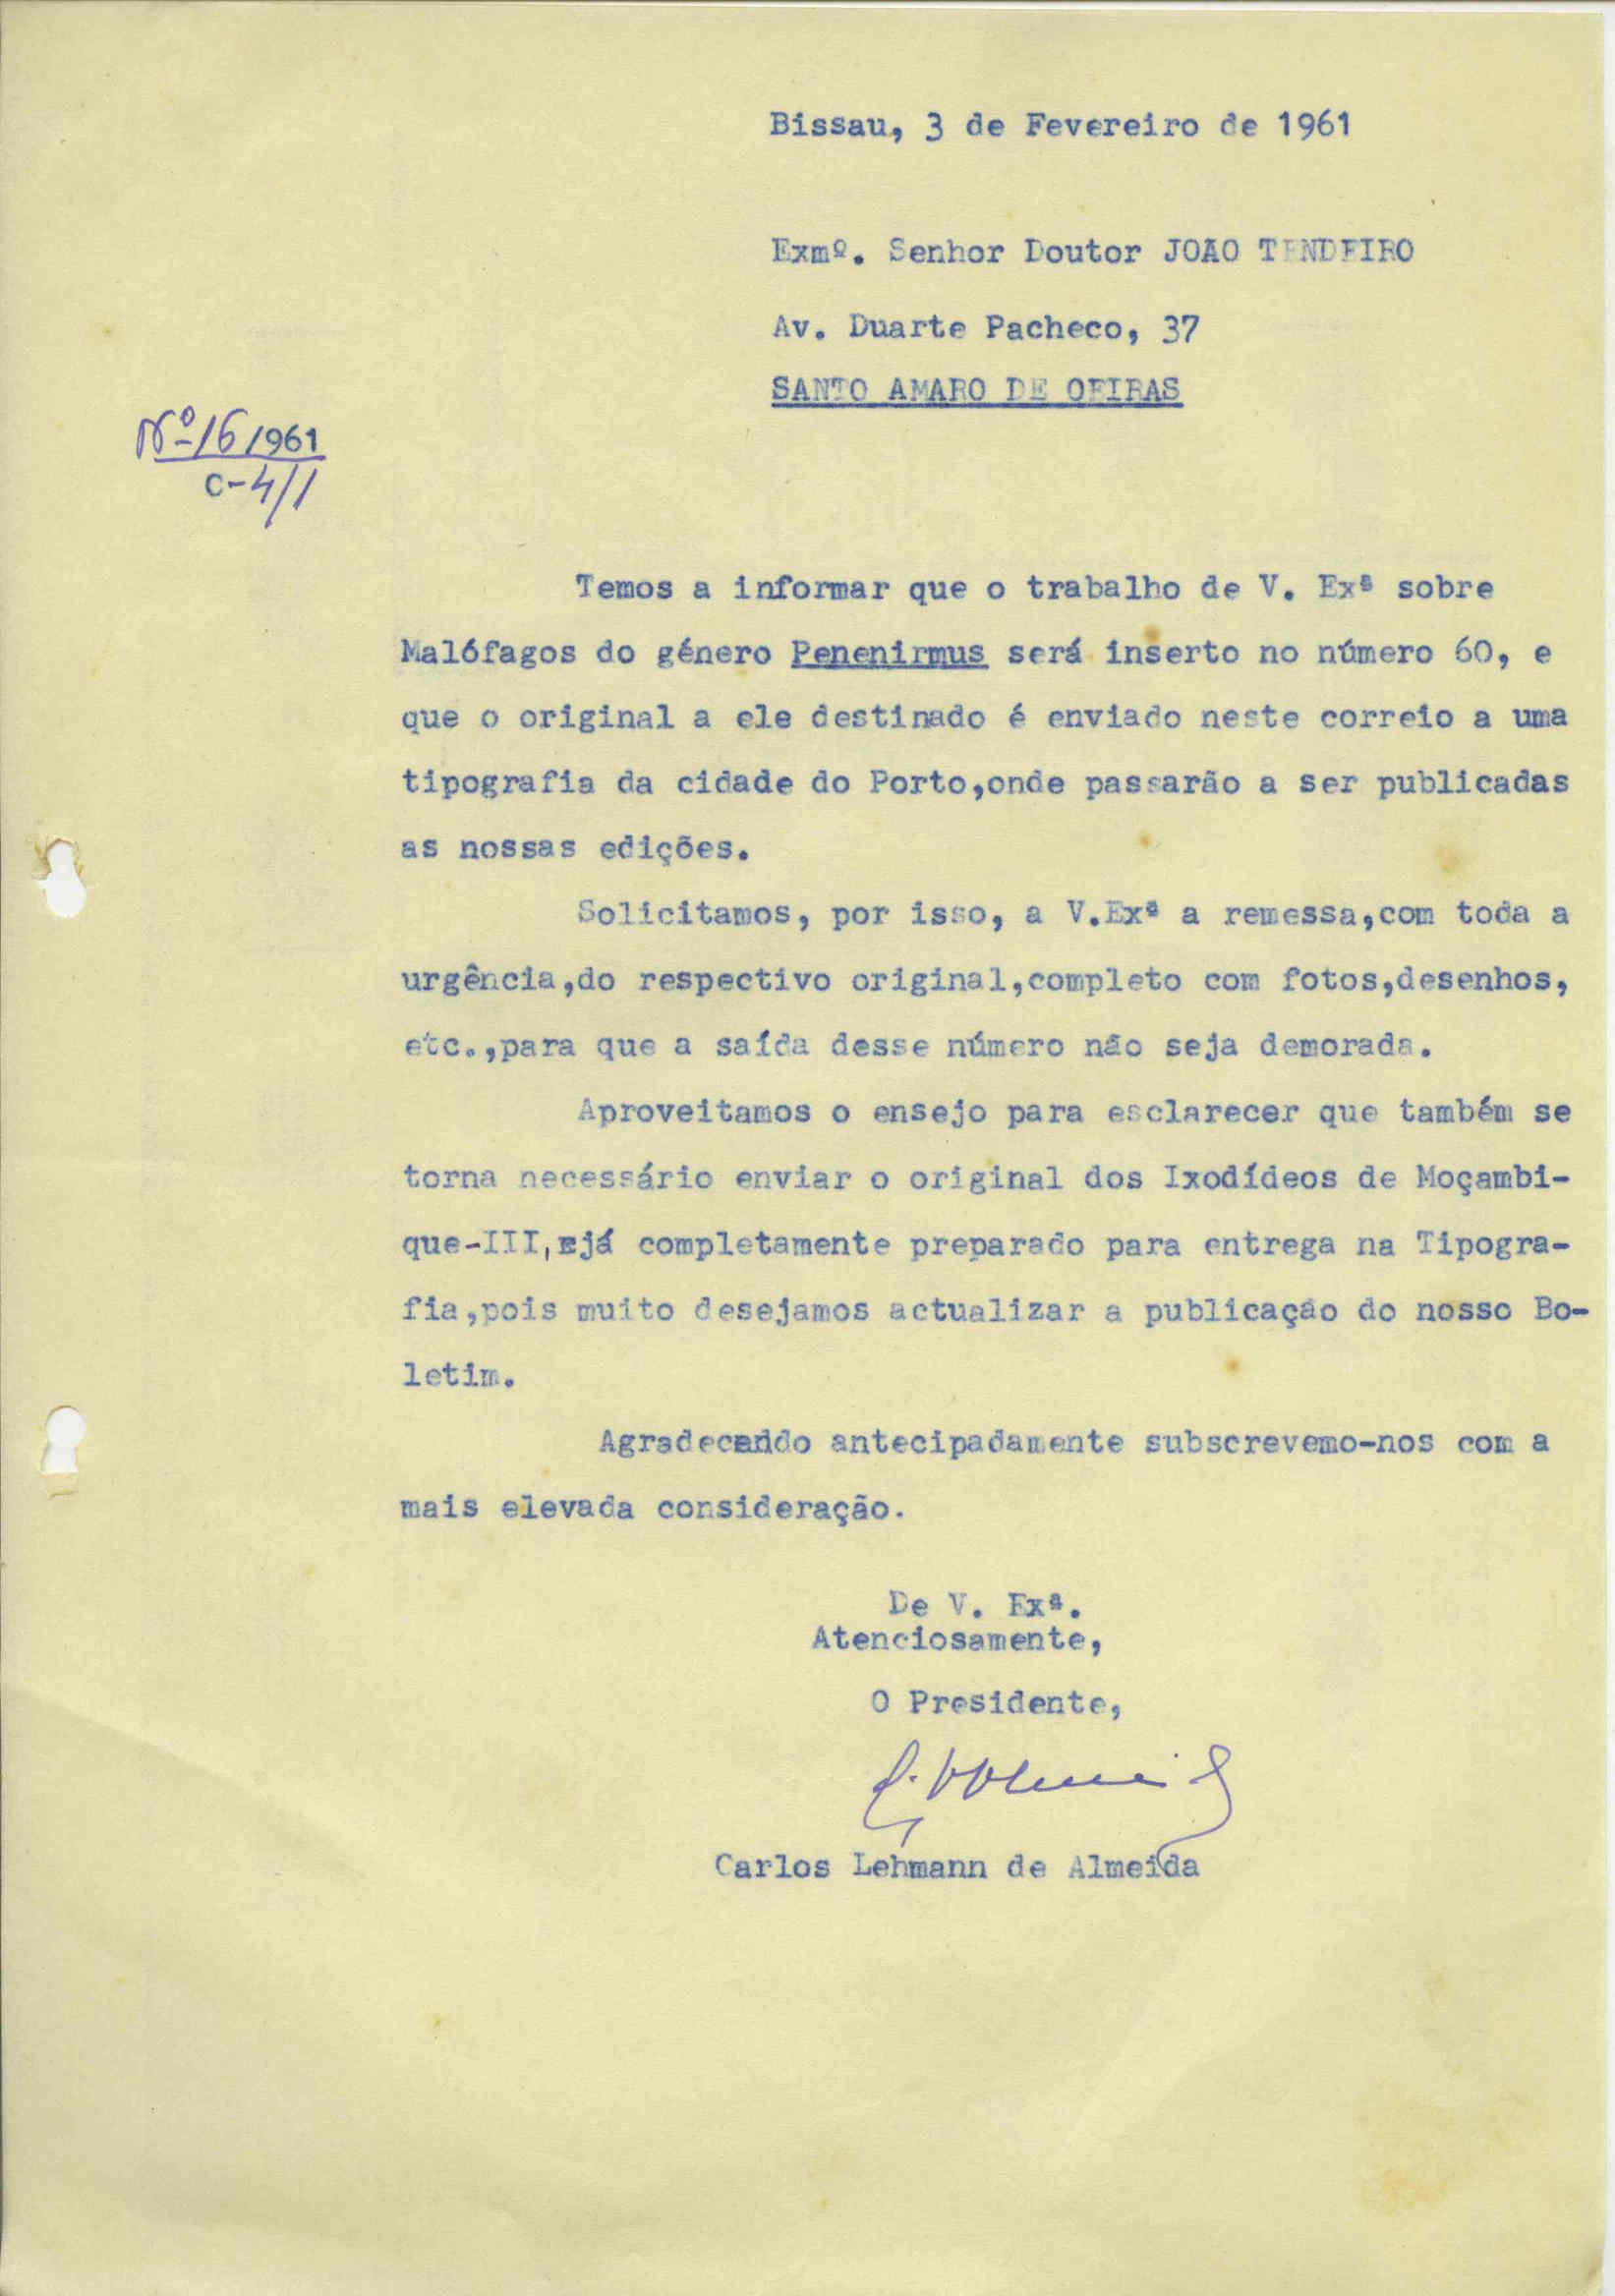 Bissau, 3 de Fevereiro de 1961
Exmº. Senhor Doutor JOAO TENDEIRO
Av. Duarte Pacheco, 37
SANTO AMARO DE OEIRAS
Nº 16/961
C-4/1
Temos a informar que o trabalho de V. Exª sobre
Malófagos do género Penenirmus será inserto no número 60, e
que o original a ele destinado é enviado neste correio a uma
tipografia da cidade do Porto,onde passarão a ser publicadas
as nossas edições.
Solicitamos, por isso, a V.Exª a remessa,com toda a
urgência,do respectivo original,completo com fotos,desenhos,
etc.,para que a saída desse número não seja demorada.
Aproveitamos o ensejo para esclarecer que também se
torna necessário enviar o original dos Ixodídeos de Moçambi-
que-III, já completamente preparado para entrega na Tipogra-
fia,pois muito desejamos actualizar a publicação do nosso Bo-
letim.
Agradecendo antecipadamente subscrevemo-nos com a
mais elevada consideração.
De V. Exª.
Atenciosamente,
O Presidente,
Carlos Lehmann de Almeida